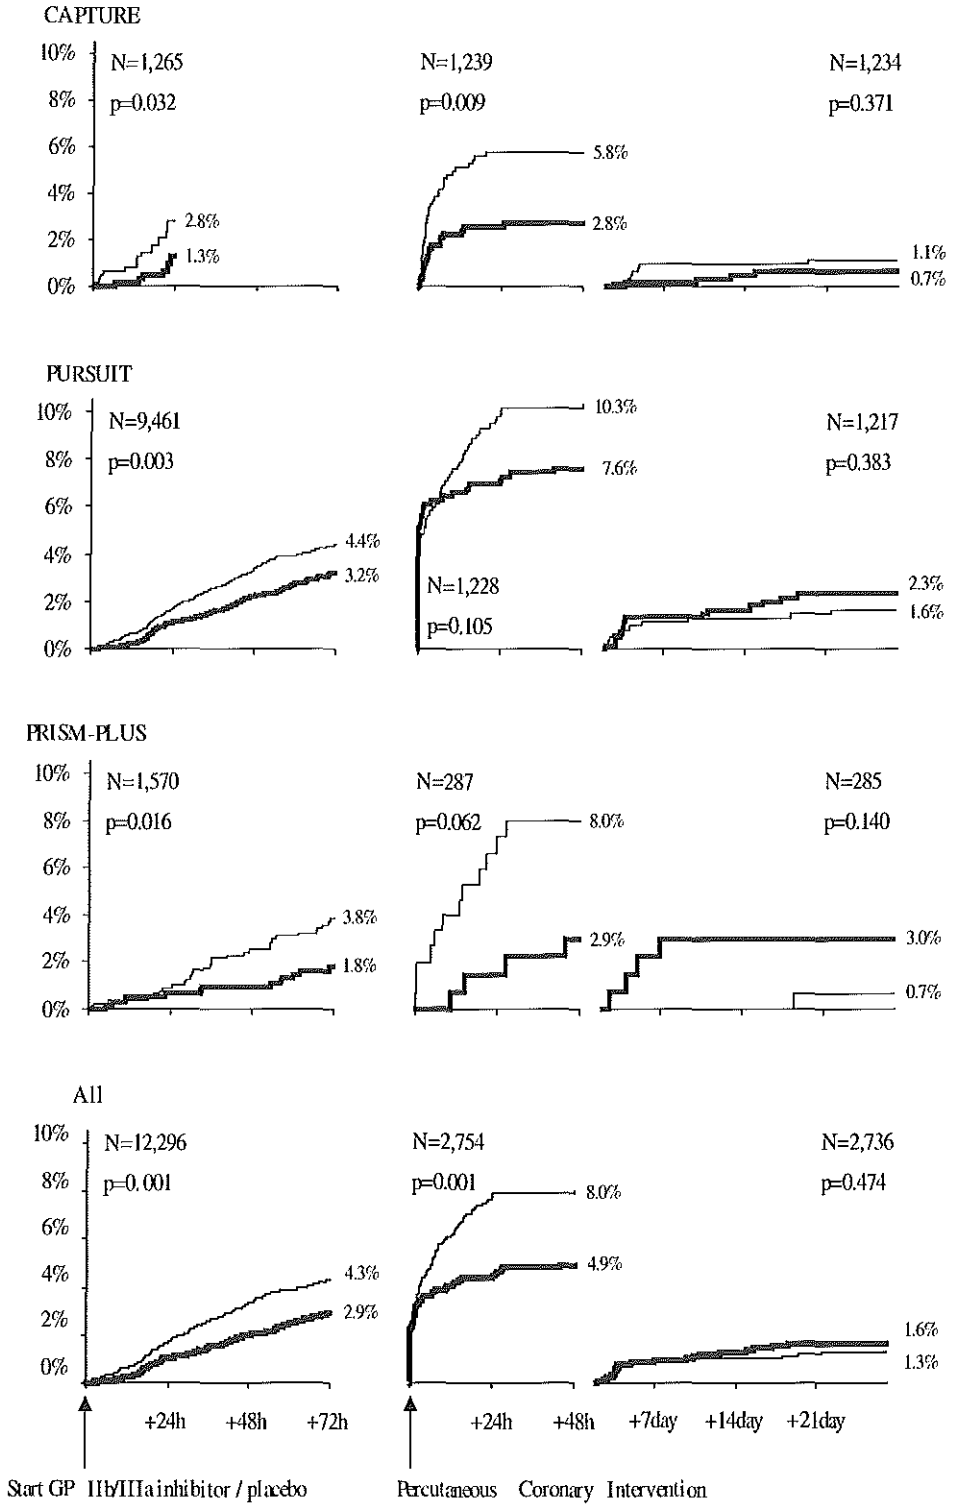 CAPTURE
10%
N=1,265
N=1,239
N=1,234
8%
p=0.032
p=0.009
p=0.371
6%
5.8%
4%
2.8%
2.8%
2%
1.3%
1.1%
0%
0.7%
PURSUIT
10%
N=9,461
10.3%
N=1,217
8%
p=0.003
7.6%
p=0.383
6%
4%
4.4%
3.2%
N=1,228
2.3%
2%
p=0.105
1.6%
0%
PRISM-PLUS
10%
N=1,570
N=287
N=285
8%
p=0.016
p=0.062
8.0%
p=0.140
6%
4%
3.8%
2.9%
3.0%
2%
1.8%
0.7%
0%
All
10%
N=12,296
N=2,754
N=2,736
8%
p=0.001
p=0.001
8.0%
p=0.474
6%
4%
4.3%
4.9%
2%
2.9%
1.6%
0%
1.3%
+24h +48h +72h +24h +48h +7day +14day +21day
Start GP IIb/IIIa inhibitor / placebo Percutaneous Coronary Intervention